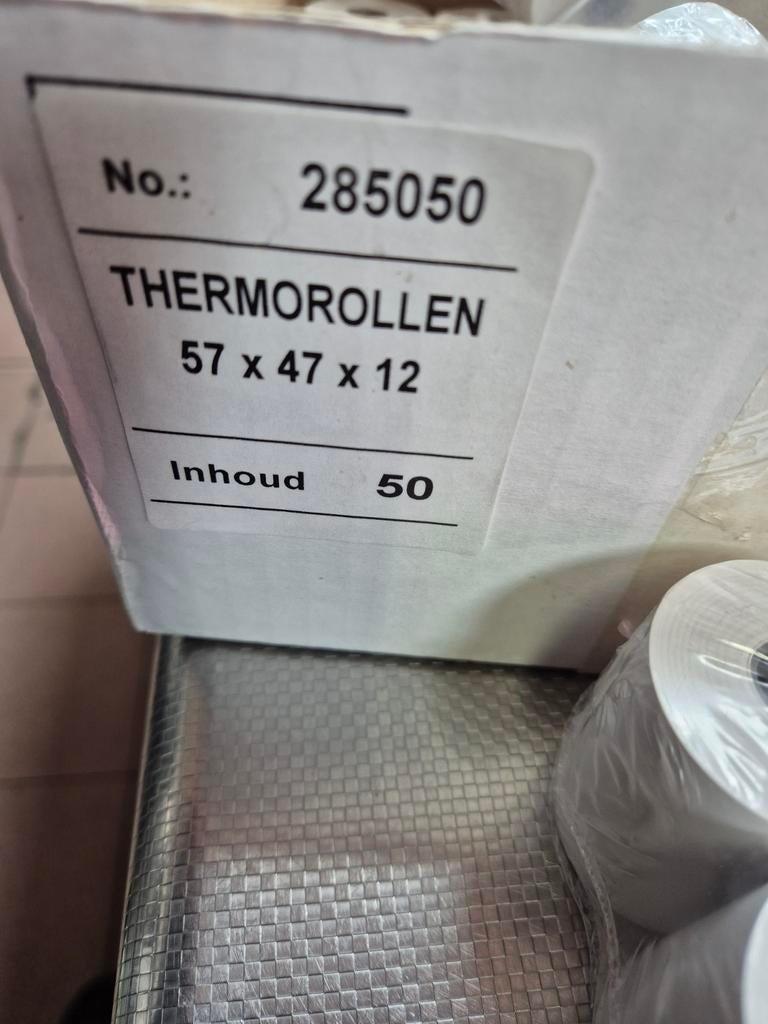 No.: 285050
THERMOROLLEN
57 x 47 x 12
Inhoud 50